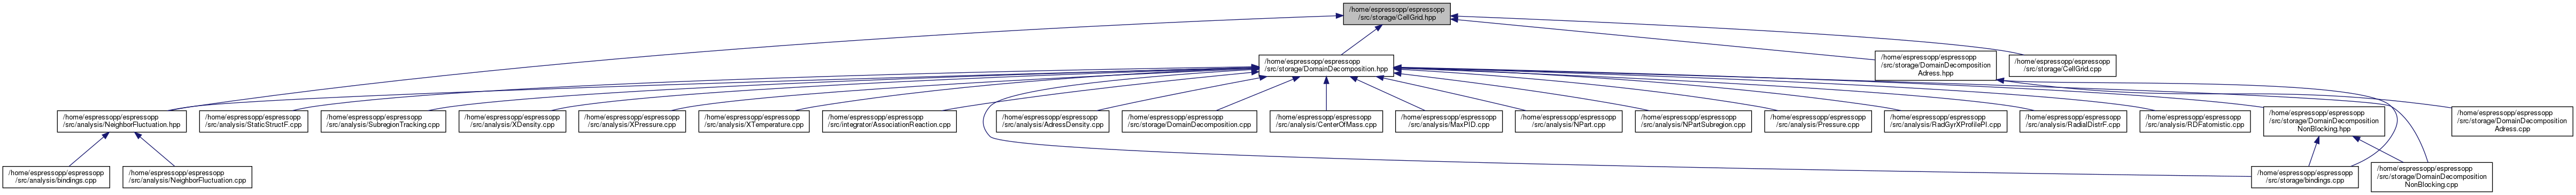 /home/espressopp/espressopp
/src/storage/CellGrid.hpp
/home/espressopp/espressopp
/src/storage/DomainDecomposition.hpp
/home/espressopp/espressopp
/src/storage/DomainDecomposition
Adress.hpp
/home/espressopp/espressopp
/src/storage/CellGrid.cpp
/home/espressopp/espressopp
/src/analysis/NeighborFluctuation.hpp
/home/espressopp/espressopp
/src/analysis/StaticStructF.cpp
/home/espressopp/espressopp
/src/analysis/SubregionTracking.cpp
/home/espressopp/espressopp
/src/analysis/XDensity.cpp
/home/espressopp/espressopp
/src/analysis/XPressure.cpp
/home/espressopp/espressopp
/src/analysis/XTemperature.cpp
/home/espressopp/espressopp
/src/integrator/AssociationReaction.cpp
/home/espressopp/espressopp
/src/analysis/AdressDensity.cpp
/home/espressopp/espressopp
/src/storage/DomainDecomposition.cpp
/home/espressopp/espressopp
/src/analysis/CenterOfMass.cpp
/home/espressopp/espressopp
/src/analysis/MaxPID.cpp
/home/espressopp/espressopp
/src/analysis/NPart.cpp
/home/espressopp/espressopp
/src/analysis/NPartSubregion.cpp
/home/espressopp/espressopp
/src/analysis/Pressure.cpp
/home/espressopp/espressopp
/src/analysis/RadGyrXProfilePI.cpp
/home/espressopp/espressopp
/src/analysis/RadialDistrF.cpp
/home/espressopp/espressopp
/src/analysis/RDFatomistic.cpp
/home/espressopp/espressopp
/src/storage/DomainDecomposition
NonBlocking.hpp
/home/espressopp/espressopp
/src/storage/DomainDecomposition
Adress.cpp
/home/espressopp/espressopp
/src/analysis/bindings.cpp
/home/espressopp/espressopp
/src/analysis/NeighborFluctuation.cpp
/home/espressopp/espressopp
/src/storage/bindings.cpp
/home/espressopp/espressopp
/src/storage/DomainDecomposition
NonBlocking.cpp